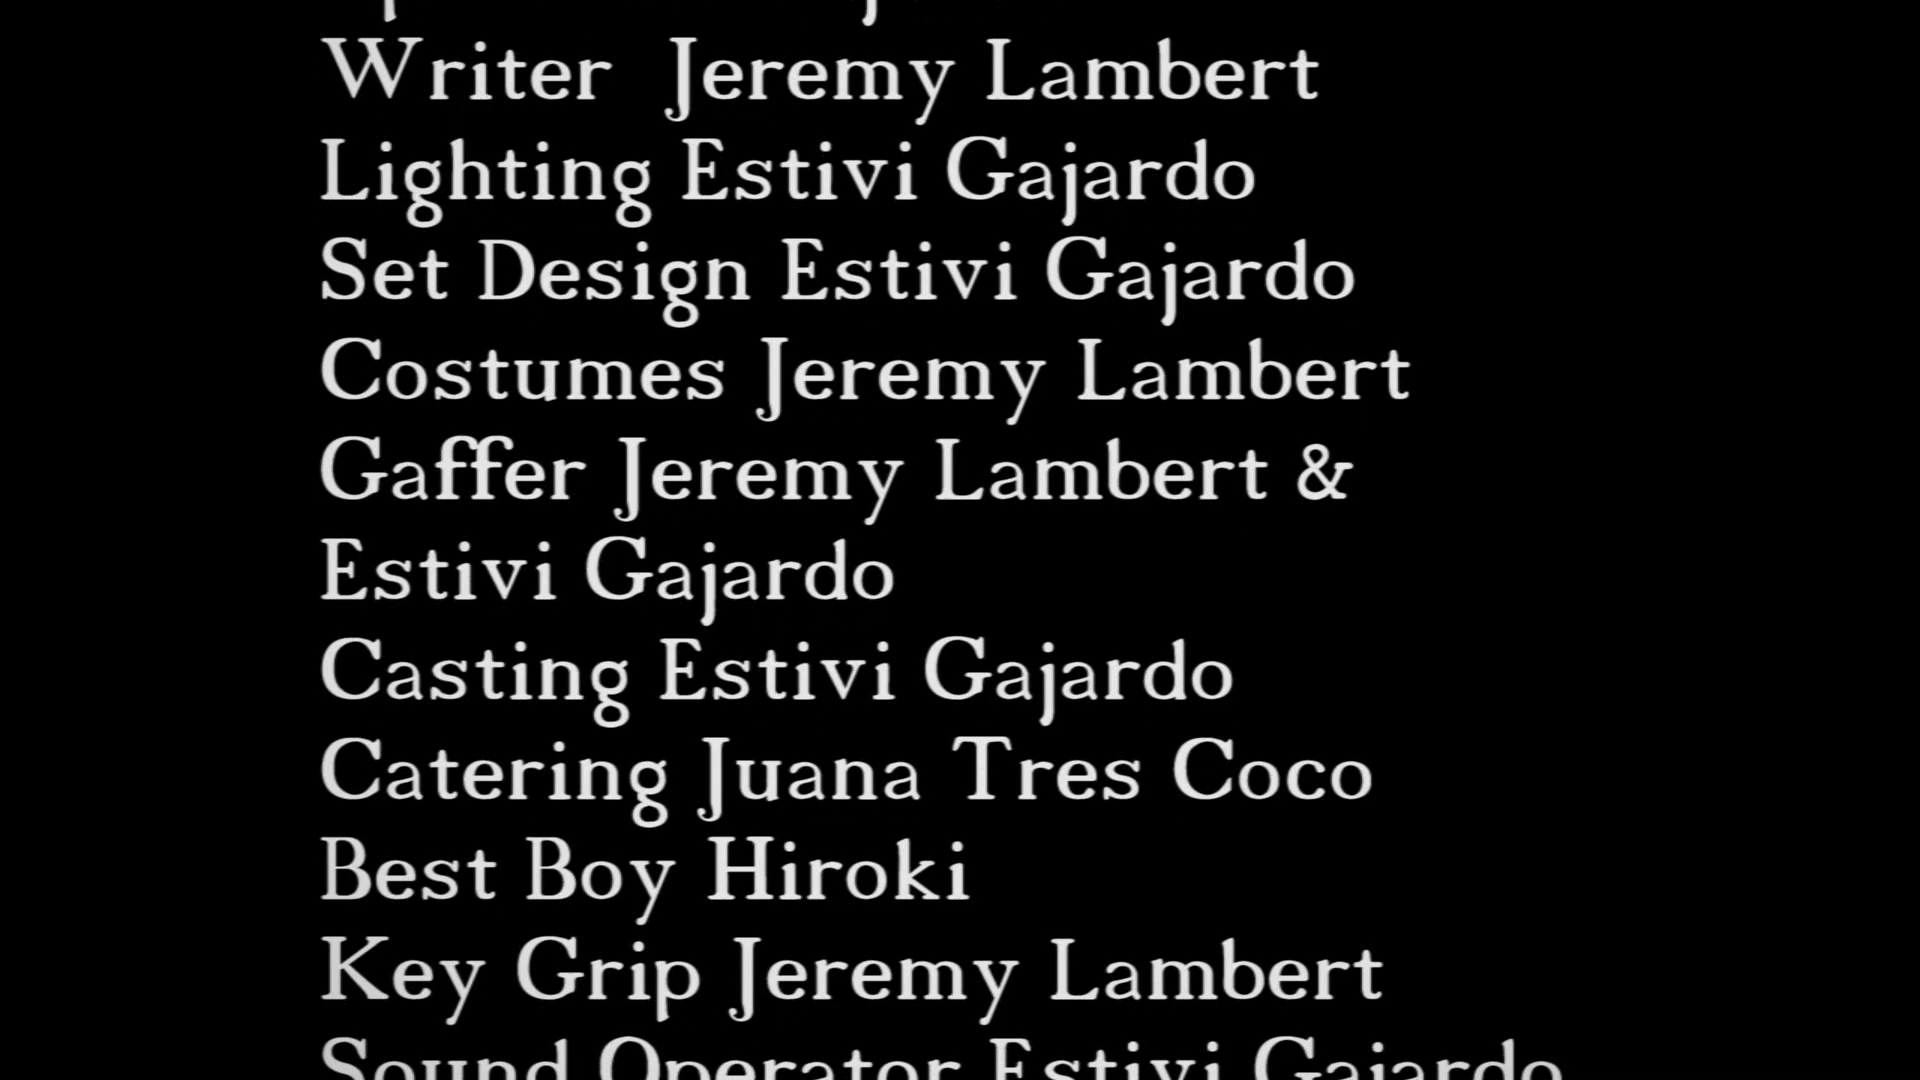 Writer  Jeremy Lambert
Lighting Estivi Gajardo
Set Design Estivi Gajardo
Costumes Jeremy Lambert
Gaffer Jeremy Lambert &
Estivi Gajardo
Casting Estivi Gajardo
Catering Juana Tres Coco
Best Boy Hiroki
Key Grip Jeremy Lambert
Sound Operator Estivi Gajardo